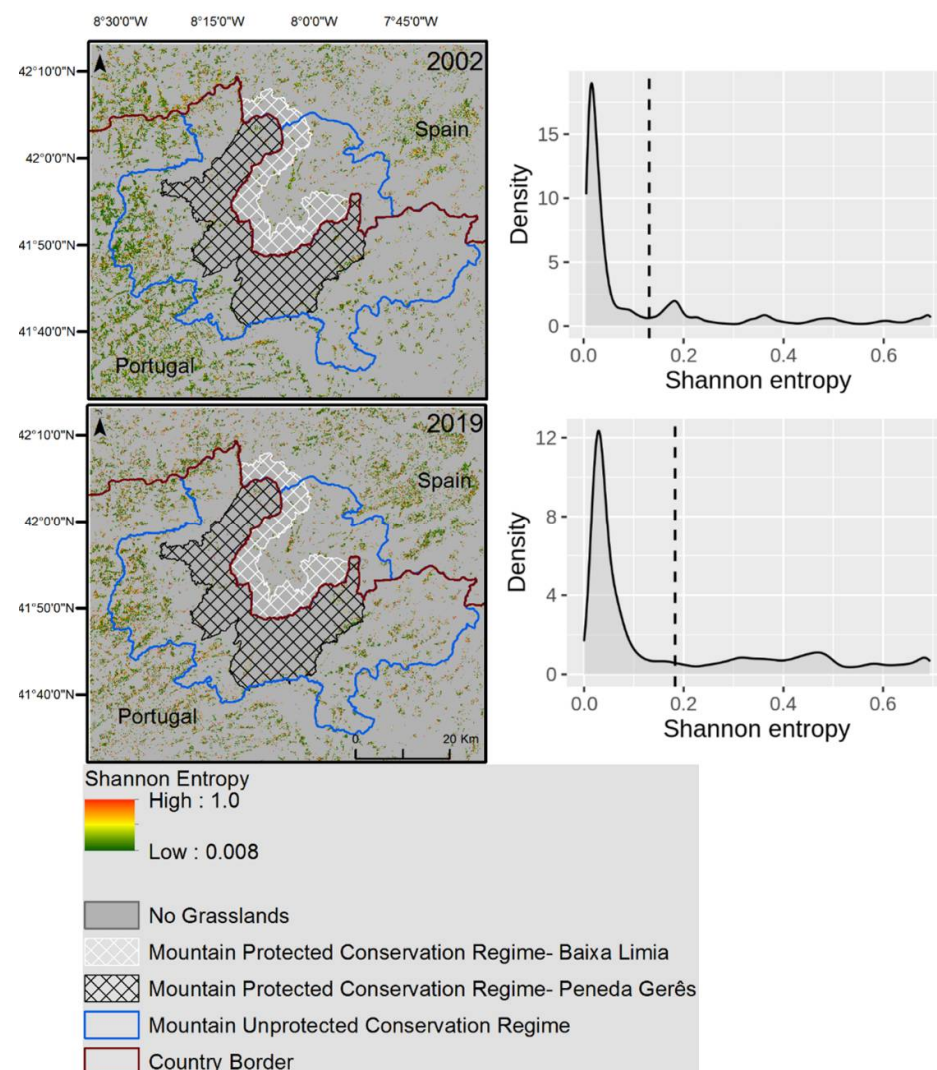 8°30'0"W 8°15'0"W 8°0'0"W 7°45'0"W
2002
42°10'0"N
42°0'0"N
41°50'0"N
41°40'0"N
Spain
Portugal
Density
15
10
5
0
0.0 0.2 0.4 0.6
Shannon entropy
2019
42°10'0"N
42°0'0"N
41°50'0"N
41°40'0"N
Spain
Portugal
0 20 Km
Density
12
8
4
0
0.0 0.2 0.4 0.6
Shannon entropy
Shannon Entropy
High : 1.0
Low : 0.008
No Grasslands
Mountain Protected Conservation Regime- Baixa Limia
Mountain Protected Conservation Regime- Peneda Gerês
Mountain Unprotected Conservation Regime
Country Border